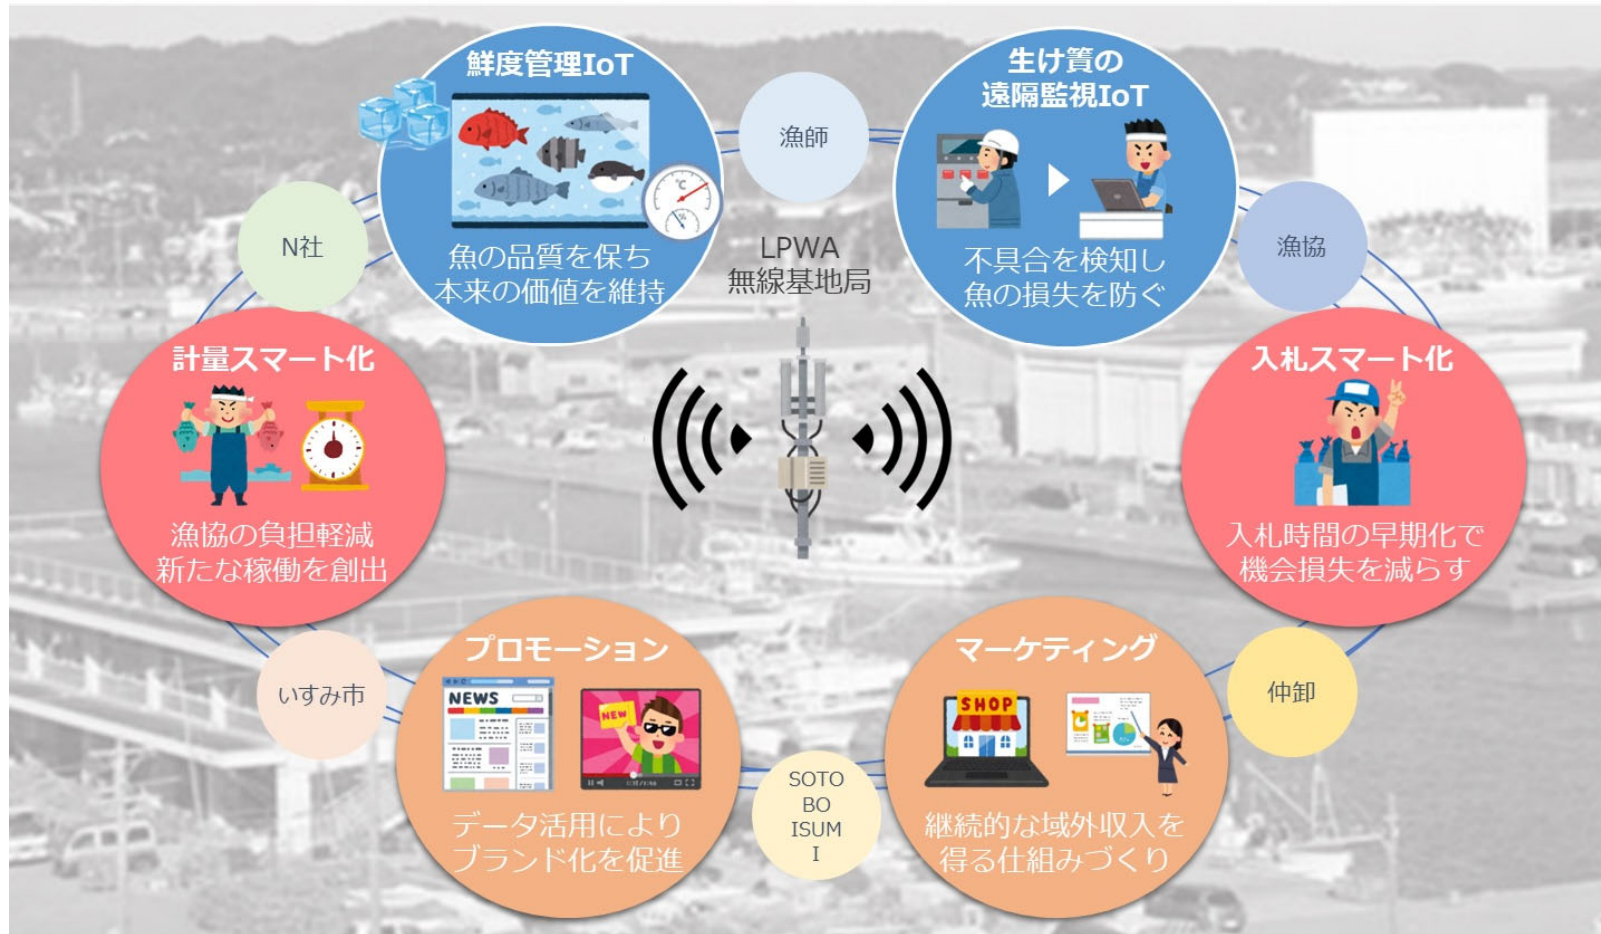 鮮度管理IoT
魚の品質を保ち
本来の価値を維持
漁師
生け簀の
遠隔監視IoT
不具合を検知し
魚の損失を防ぐ
N社
LPWA
無線基地局
漁協
計量スマート化
漁協の負担軽減
新たな稼働を創出
入札スマート化
入札時間の早期化で
機会損失を減らす
いすみ市
プロモーション
NEWS
NEW
データ活用により
ブランド化を促進
SOTO
BO
ISUM
I
マーケティング
SHOP
継続的な域外収入を
得る仕組みづくり
仲卸